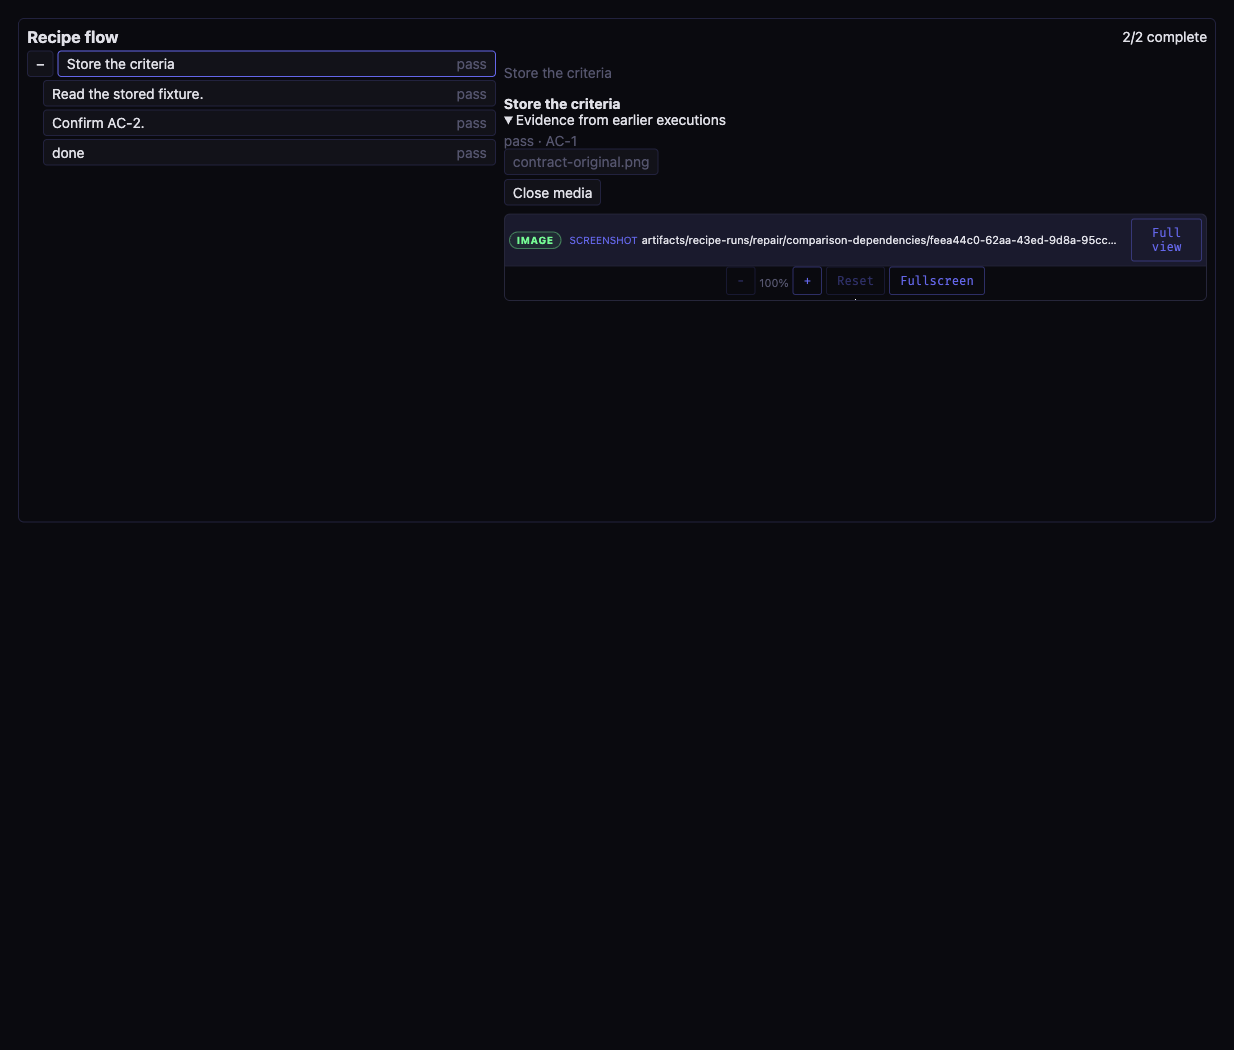 Recipe flow
2/2 complete
– Store the criteria pass
Read the stored fixture. pass
Confirm AC-2. pass
done pass
Store the criteria
Store the criteria
▼ Evidence from earlier executions
pass · AC-1
contract-original.png
Close media
IMAGE SCREENSHOT artifacts/recipe-runs/repair/comparison-dependencies/feea44c0-62aa-43ed-9d8a-95cc...
Full
view
- 100% + Reset Fullscreen